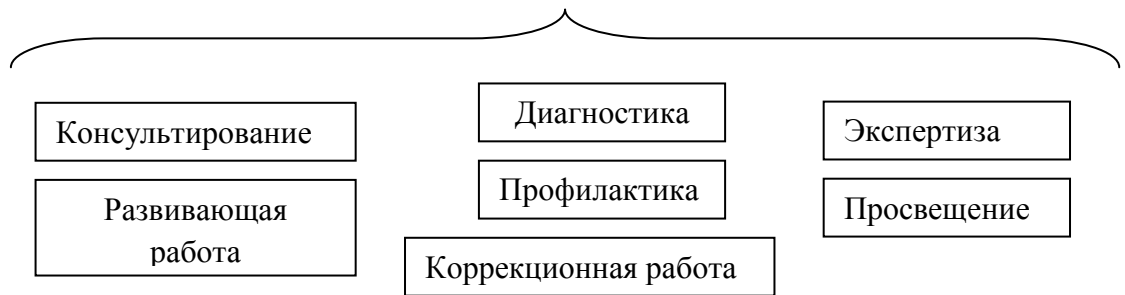 Консультирование
Развивающая
работа
Диагностика
Профилактика
Коррекционная работа
Экспертиза
Просвещение